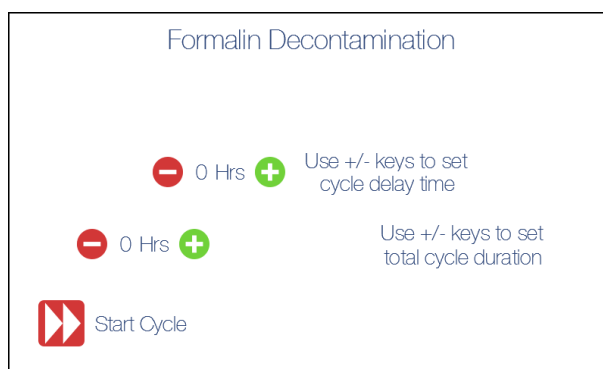 Formalin Decontamination
0 Hrs Use +/- keys to set
cycle delay time
0 Hrs Use +/- keys to set
total cycle duration
Start Cycle